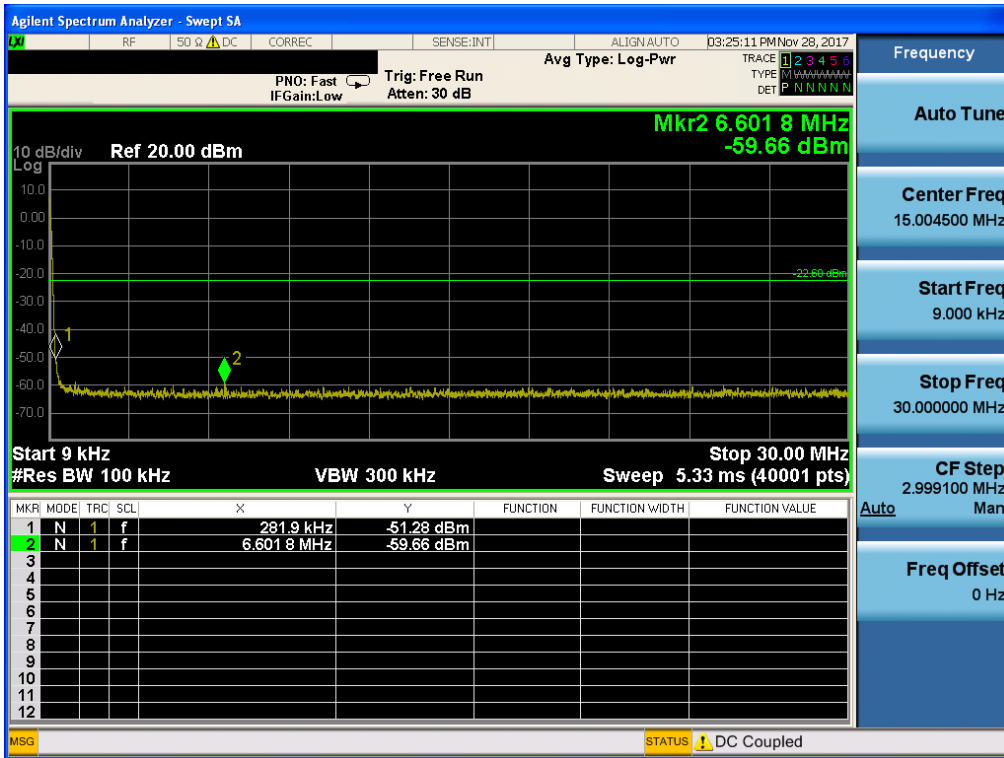 Agilent Spectrum Analyzer - Swept SA
LXI RF 50 Ω DC CORREC SENSE:INT ALIGN AUTO 03:25:11 PM Nov 28, 2017
Avg Type: Log-Pwr
TRACE 1 2 3 4 5 6
PNO: Fast Trig: Free Run
TYPE M WWWWW
IFGain:Low Atten: 30 dB
DET P N N N N N
Mkr2 6.601 8 MHz
-59.66 dBm
10 dB/div Ref 20.00 dBm
Log
10.0
0.00
-10.0
-20.0
-22.60 dBm
-30.0
-40.0
1
-50.0
2
-60.0
-70.0
Start 9 kHz Stop 30.00 MHz
#Res BW 100 kHz VBW 300 kHz Sweep 5.33 ms (40001 pts)
MKR MODE TRC SCL X Y FUNCTION FUNCTION WIDTH FUNCTION VALUE
1 N 1 f 281.9 kHz -51.28 dBm
2 N 1 f 6.601 8 MHz -59.66 dBm
3
4
5
6
7
8
9
10
11
12
MSG STATUS DC Coupled
Frequency
Auto Tune
Center Freq
15.004500 MHz
Start Freq
9.000 kHz
Stop Freq
30.000000 MHz
CF Step
2.999100 MHz
Auto Man
Freq Offset
0 Hz